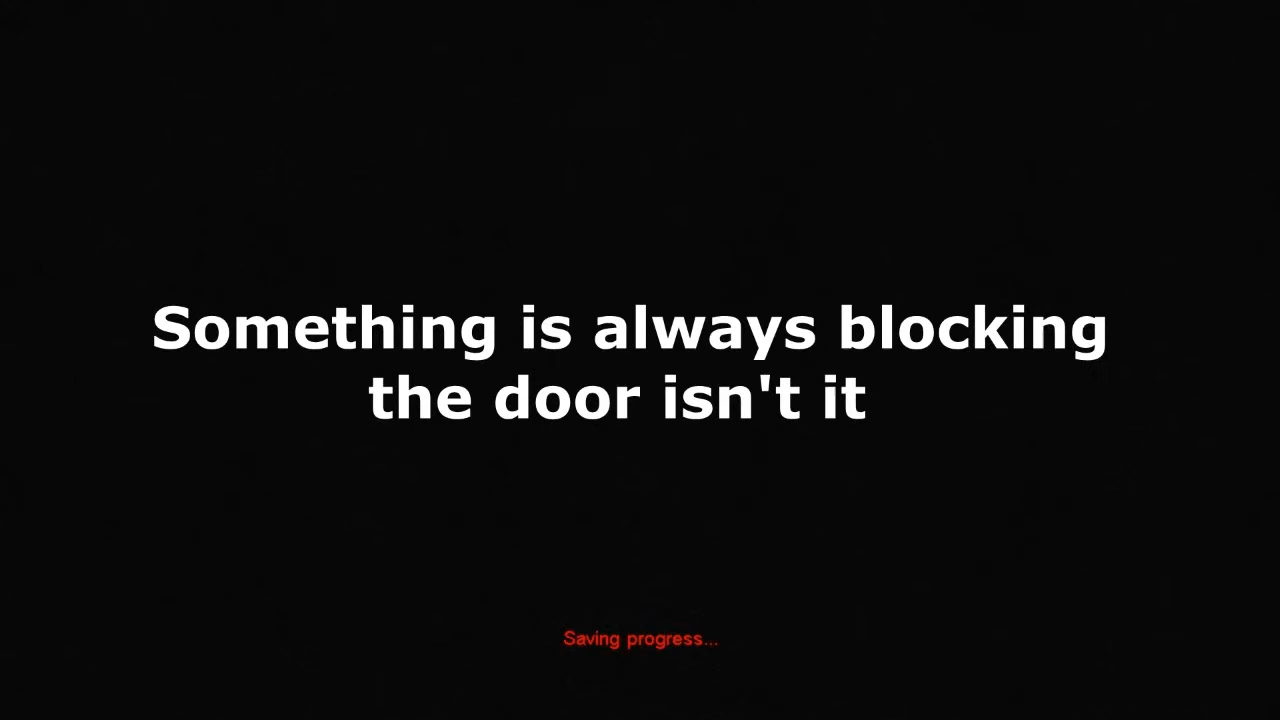 Something is always blocking
the door isn't it
Saving progress...